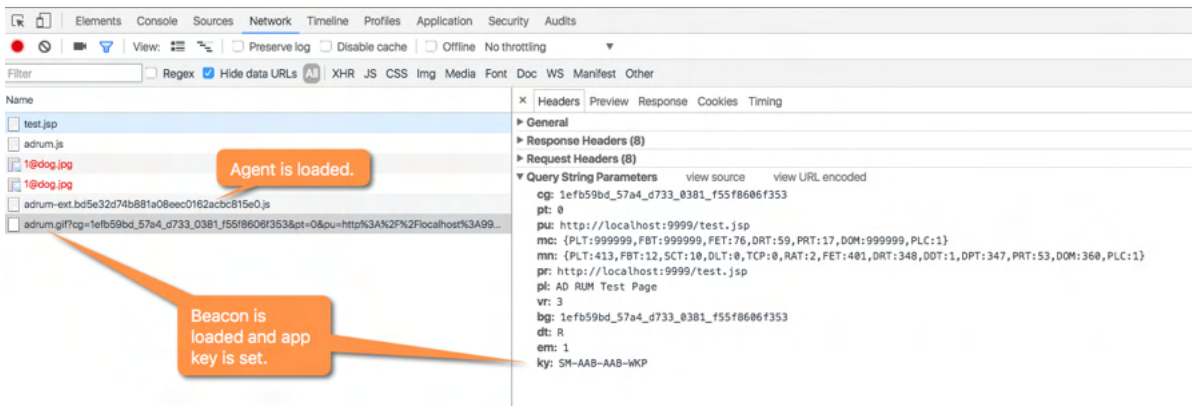 Elements Console Sources Network Timeline Profiles Application Security Audits
View: Preserve log Disable cache Offline No throttling
Filter Regex Hide data URLs All XHR JS CSS Img Media Font Doc WS Manifest Other
Name
test.jsp
adrum.js
1@dog.jpg
1@dog.jpg
adrum-ext.bd5e32d74b881a08eec0162acbc815e0.js
adrum.gif?cg=1efb59bd_57a4_d733_0381_f55f8606f353&pt=0&pu=http%3A%2F%2Flocalhost%3A99...
Agent is loaded.
Beacon is
loaded and app
key is set.
× Headers Preview Response Cookies Timing
General
Response Headers (8)
Request Headers (8)
Query String Parameters view source view URL encoded
cg: 1efb59bd_57a4_d733_0381_f55f8606f353
pt: 0
pu: http://localhost:9999/test.jsp
mc: {PLT:999999,FBT:999999,FET:76,DRT:59,PRT:17,DOM:999999,PLC:1}
mn: {PLT:413,FBT:12,SCT:10,DLT:0,TCP:0,RAT:2,FET:401,DRT:348,DDT:1,DPT:347,PRT:53,DOM:360,PLC:1}
pr: http://localhost:9999/test.jsp
pl: AD RUM Test Page
vr: 3
bg: 1efb59bd_57a4_d733_0381_f55f8606f353
dt: R
em: 1
ky: SM-AAB-AAB-WKP